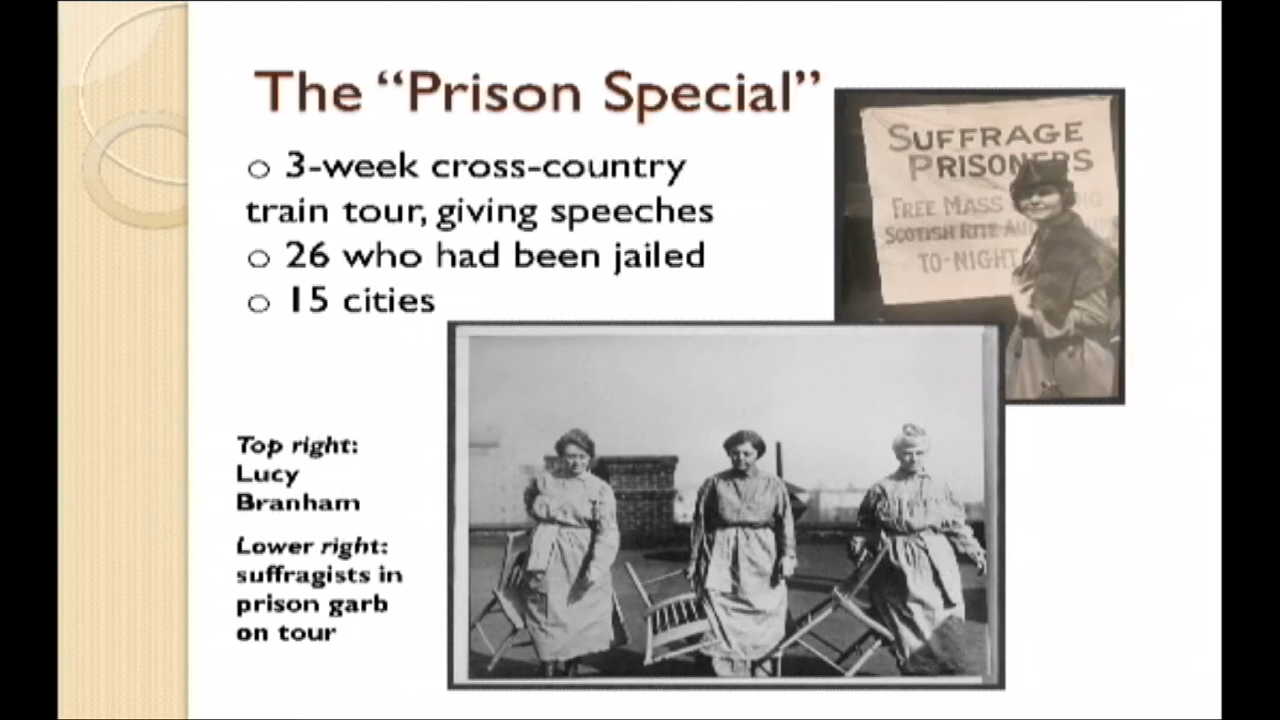 The “Prison Special”
o 3-week cross-country
train tour, giving speeches
o 26 who had been jailed
o 15 cities
SUFFRAGE
PRISONERS
FREE MASS
SCOTISH RITE
TO-NIGHT
Top right:
Lucy
Branham
Lower right:
suffragists in
prison garb
on tour